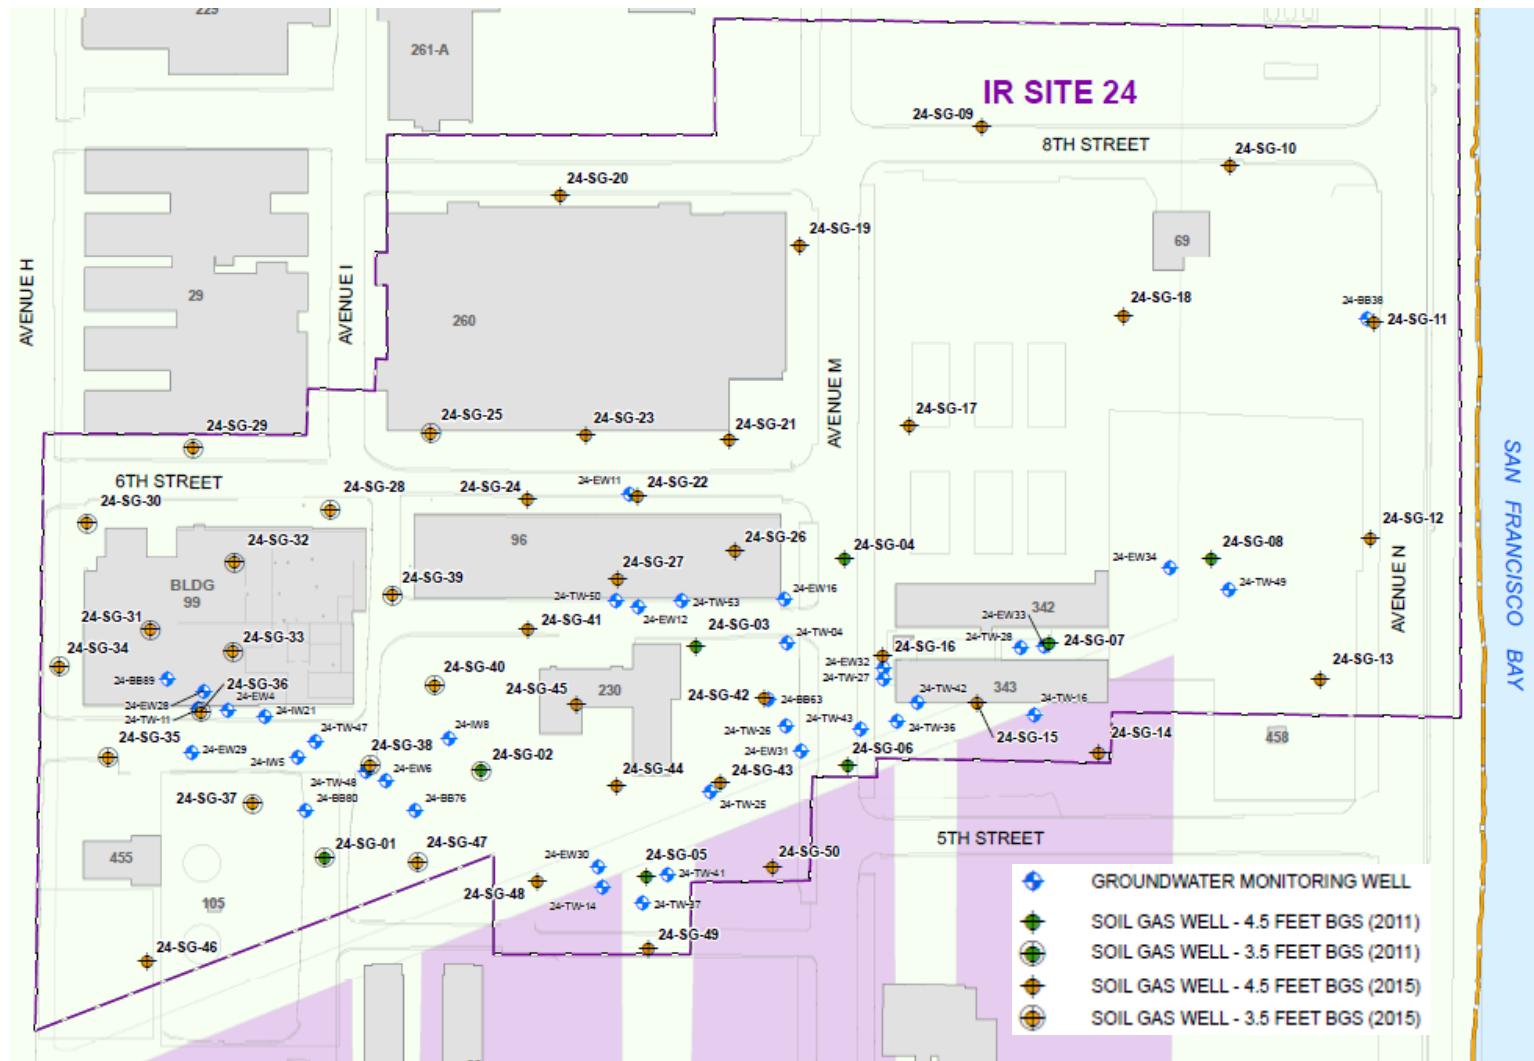 229
261-A
IR SITE 24
24-SG-09
8TH STREET
24-SG-10
24-SG-20
24-SG-19
69
AVENUE H
29
AVENUE I
260
24-SG-18
24-BB38
24-SG-11
AVENUE M
24-SG-17
24-SG-29
24-SG-25
24-SG-23
24-SG-21
6TH STREET
24-SG-30
24-SG-28
24-SG-24
24-EW11
24-SG-22
24-SG-12
SAN FRANCISCO BAY
24-SG-32
96
24-SG-26
24-SG-04
24-SG-08
24-EW34
BLDG
99
24-SG-39
24-SG-27
24-TW-49
AVENUE N
24-TW-50
24-TW-53
24-EW16
24-EW12
342
24-SG-31
24-SG-41
24-SG-03
24-TW-04
24-EW33
24-TW-28
24-SG-07
24-SG-34
24-SG-33
24-SG-16
24-EW32
24-TW-27
24-SG-13
24-BB89
24-SG-36
24-SG-40
24-SG-45
230
24-SG-42
24-BB63
343
24-TW-42
24-TW-16
24-EW28
24-EW4
24-TW-11
24-IW21
24-TW-47
24-IW8
24-TW-26
24-TW-43
24-TW-36
24-SG-15
24-SG-14
458
24-SG-35
24-EW29
24-IW5
24-SG-38
24-SG-02
24-EW31
24-SG-06
24-TW-48
24-EW6
24-SG-44
24-SG-43
24-TW-25
24-SG-37
24-BB80
24-BB76
5TH STREET
455
24-SG-01
24-SG-47
24-EW30
24-SG-05
24-TW-41
24-SG-50
24-SG-48
24-TW-14
24-TW-37
105
24-SG-46
24-SG-49
GROUNDWATER MONITORING WELL
SOIL GAS WELL - 4.5 FEET BGS (2011)
SOIL GAS WELL - 3.5 FEET BGS (2011)
SOIL GAS WELL - 4.5 FEET BGS (2015)
SOIL GAS WELL - 3.5 FEET BGS (2015)